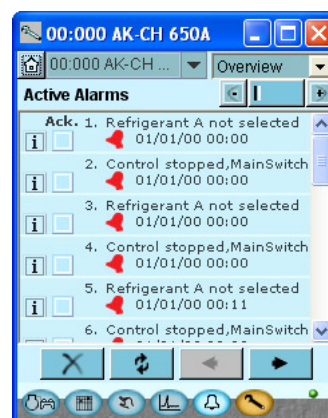 00:000 AK-CH 650A
00:000 AK-CH ... Overview
Active Alarms
Ack. 1. Refrigerant A not selected
01/01/00 00:00
2. Control stopped,MainSwitch
01/01/00 00:00
3. Refrigerant A not selected
01/01/00 00:00
4. Control stopped,MainSwitch
01/01/00 00:00
5. Refrigerant A not selected
01/01/00 00:11
6. Control stopped,MainSwitch